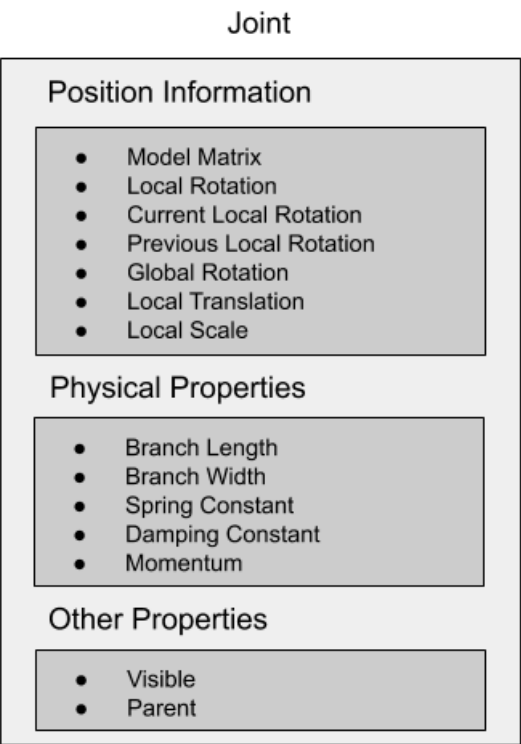 Joint
Position Information
● Model Matrix
● Local Rotation
● Current Local Rotation
● Previous Local Rotation
● Global Rotation
● Local Translation
● Local Scale
Physical Properties
● Branch Length
● Branch Width
● Spring Constant
● Damping Constant
● Momentum
Other Properties
● Visible
● Parent